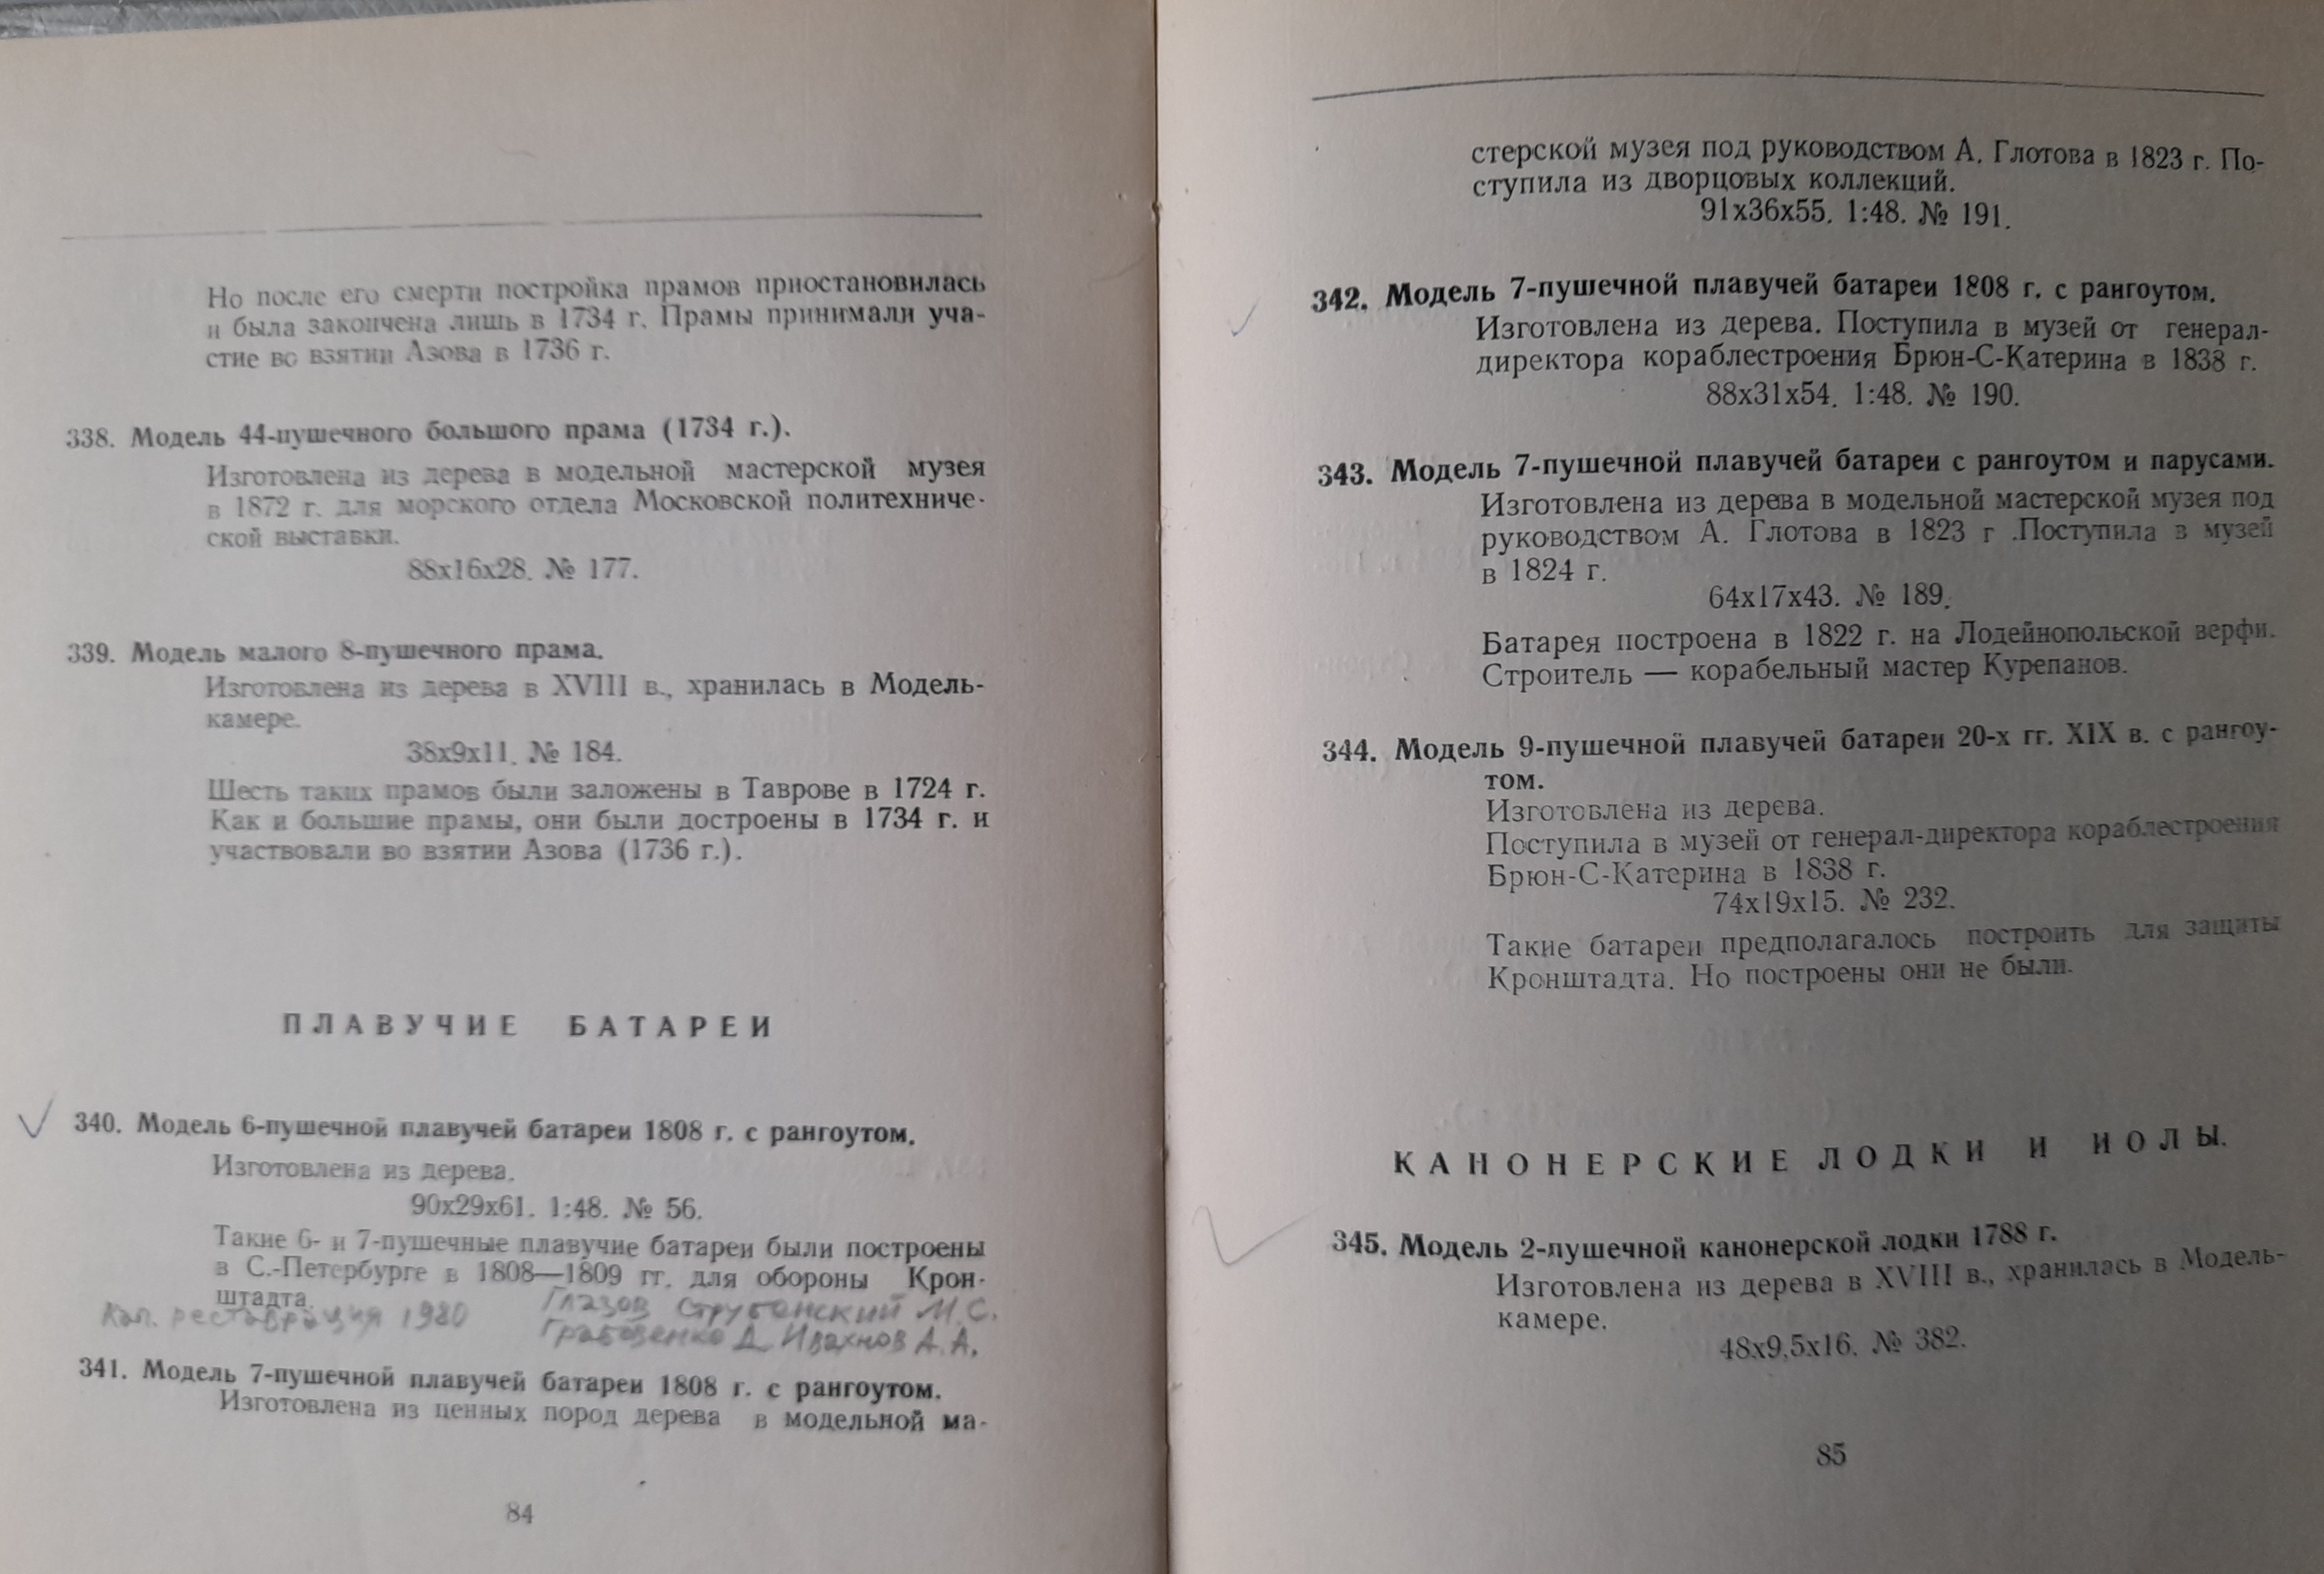 Но после его смерти постройка прамов приостановилась
и была закончена лишь в 1734 г. Прамы принимали уча-
стие во взятии Азова в 1736 г.
338. Модель 44-пушечного большого прама (1734 г.).
Изготовлена из дерева в модельной мастерской музея
в 1872 г. для морского отдела Московской политехниче-
ской выставки.
88х16х28. № 177.
339. Модель малого 8-пушечного прама.
Изготовлена из дерева в XVIII в., хранилась в Модель-
камере.
38х9х11. № 184.
Шесть таких прамов были заложены в Таврове в 1724 г.
Как и большие прамы, они были достроены в 1734 г. и
участвовали во взятии Азова (1736 г.).
ПЛАВУЧИЕ БАТАРЕИ
340. Модель 6-пушечной плавучей батареи 1808 г. с рангоутом.
Изготовлена из дерева.
90х29х61. 1:48. № 56.
Такие 6- и 7-пушечные плавучие батареи были построены
в С.-Петербурге в 1808—1809 гг. для обороны Крон-
штадта.
Кап. реставрация 1980 Глазов Струбанский М.С.
Грабовенко Д. Ивахнов А.А.
341. Модель 7-пушечной плавучей батареи 1808 г. с рангоутом.
Изготовлена из ценных пород дерева в модельной ма-
84
стерской музея под руководством А. Глотова в 1823 г. По-
ступила из дворцовых коллекций.
91х36х55. 1:48. № 191.
342. Модель 7-пушечной плавучей батареи 1808 г. с рангоутом.
Изготовлена из дерева. Поступила в музей от генерал-
директора кораблестроения Брюн-С-Катерина в 1838 г.
88х31х54. 1:48. № 190.
343. Модель 7-пушечной плавучей батареи с рангоутом и парусами.
Изготовлена из дерева в модельной мастерской музея под
руководством А. Глотова в 1823 г .Поступила в музей
в 1824 г.
64х17х43. № 189.
Батарея построена в 1822 г. на Лодейнопольской верфи.
Строитель — корабельный мастер Курепанов.
344. Модель 9-пушечной плавучей батареи 20-х гг. XIX в. с рангоу-
том.
Изготовлена из дерева.
Поступила в музей от генерал-директора кораблестроения
Брюн-С-Катерина в 1838 г.
74х19х15. № 232.
Такие батареи предполагалось построить для защиты
Кронштадта. Но построены они не были.
КАНОНЕРСКИЕ ЛОДКИ И ИОЛЫ.
345. Модель 2-пушечной канонерской лодки 1788 г.
Изготовлена из дерева в XVIII в., хранилась в Модель-
камере.
48х9,5х16. № 382.
85